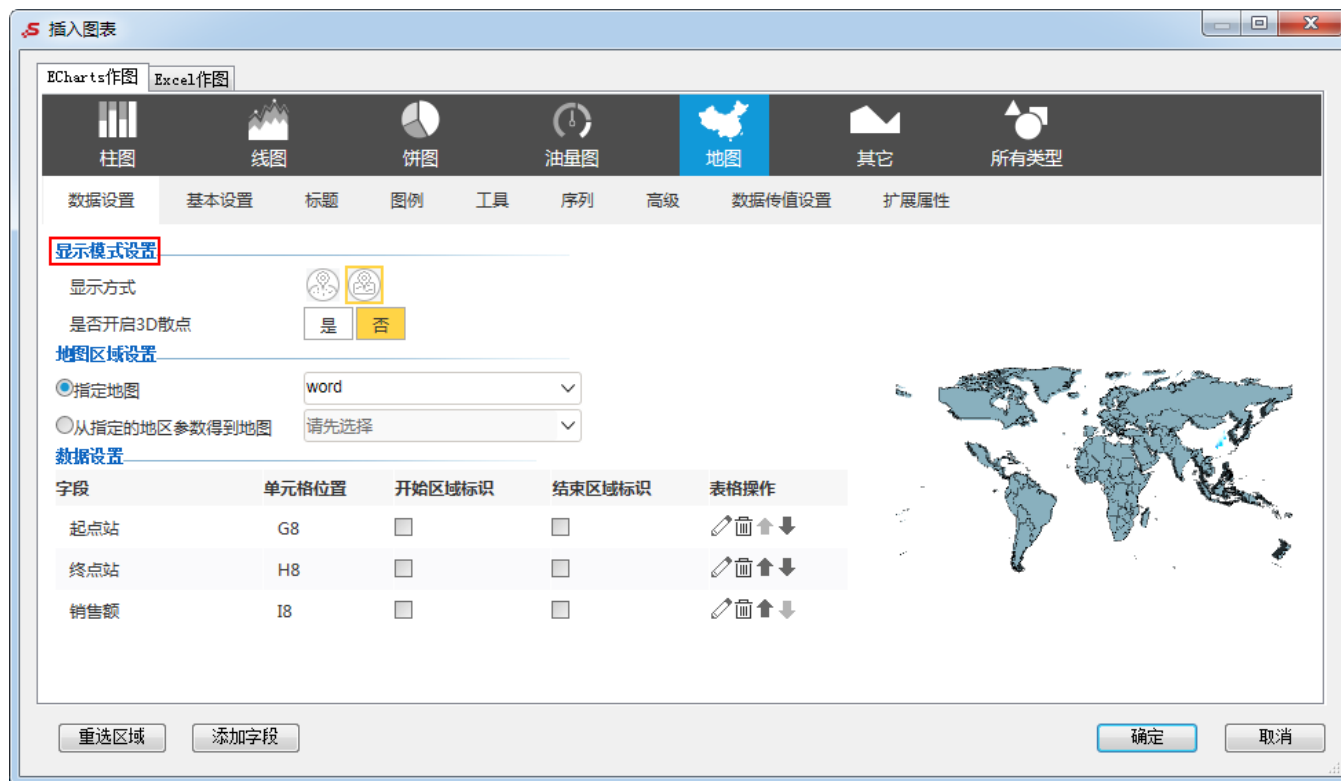 插入图表
ECharts作图 Excel作图
柱图 线图 饼图 油量图 地图 其它 所有类型
数据设置 基本设置 标题 图例 工具 序列 高级 数据传值设置 扩展属性
显示模式设置
显示方式
是否开启3D散点 是 否
地图区域设置
指定地图 word
从指定的地区参数得到地图 请先选择
数据设置
字段 单元格位置 开始区域标识 结束区域标识 表格操作
起点站 G8
终点站 H8
销售额 I8
重选区域 添加字段 确定 取消